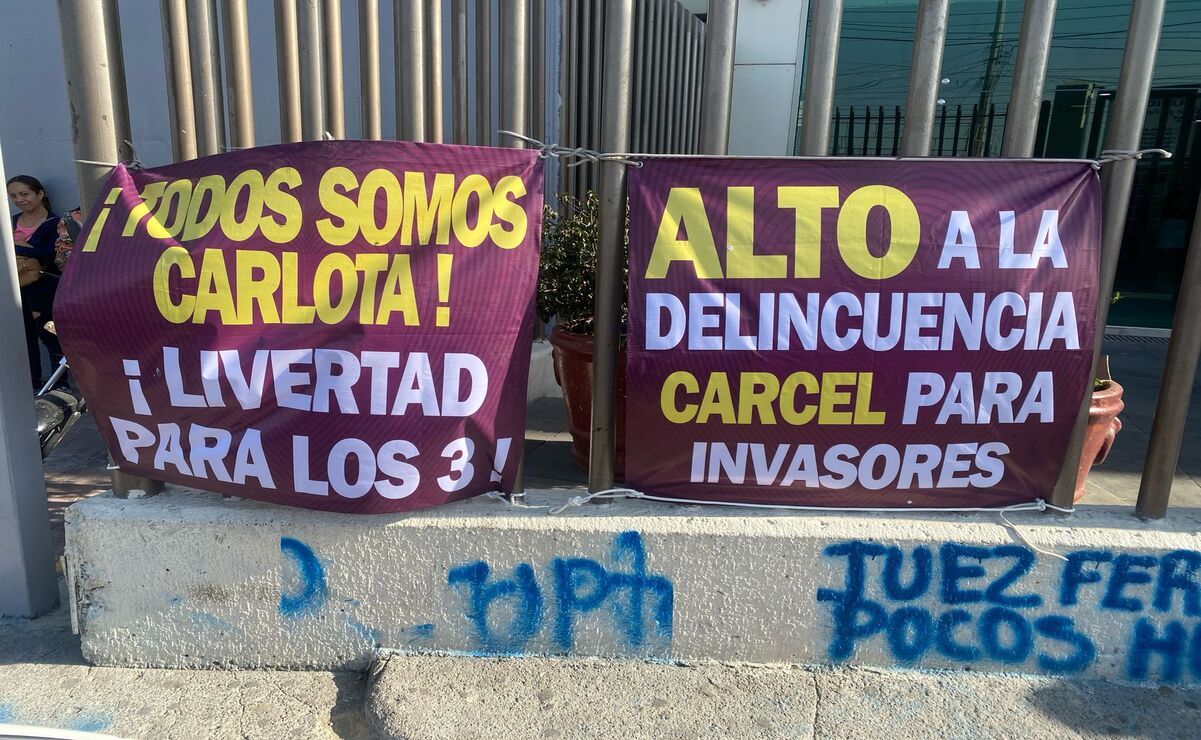 ¡TODOS SOMOS
CARLOTA!
¡LIVERTAD
PARA LOS 3!
ALTO A LA
DELINCUENCIA
CARCEL PARA
INVASORES
JUEZ FER
POCOS